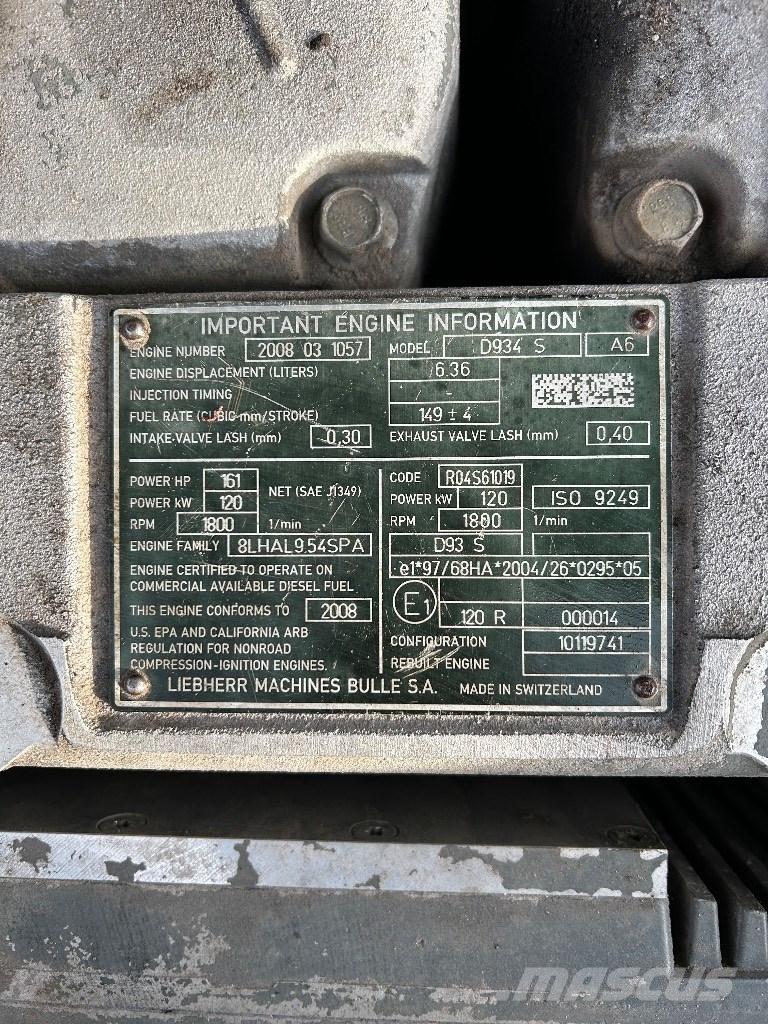 IMPORTANT ENGINE INFORMATION
ENGINE NUMBER 2008 03 1057 MODEL D934 S A6
ENGINE DISPLACEMENT (LITERS) 6.36
INJECTION TIMING -
FUEL RATE (CUBIC mm/STROKE) 149 ± 4
INTAKE-VALVE LASH (mm) 0,30 EXHAUST VALVE LASH (mm) 0,40
POWER HP 161
POWER kW 120
NET (SAE J1349)
RPM 1800 1/min
ENGINE FAMILY 8LHAL9.54SPA
ENGINE CERTIFIED TO OPERATE ON
COMMERCIAL AVAILABLE DIESEL FUEL
THIS ENGINE CONFORMS TO 2008
U.S. EPA AND CALIFORNIA ARB
REGULATION FOR NONROAD
COMPRESSION-IGNITION ENGINES.
CODE R04S61019
POWER kW 120 ISO 9249
RPM 1800 1/min
D93 S
e1*97/68HA*2004/26*0295*05
E1
120 R 000014
CONFIGURATION 10119741
REBUILT ENGINE
LIEBHERR MACHINES BULLE S.A. MADE IN SWITZERLAND
mascus